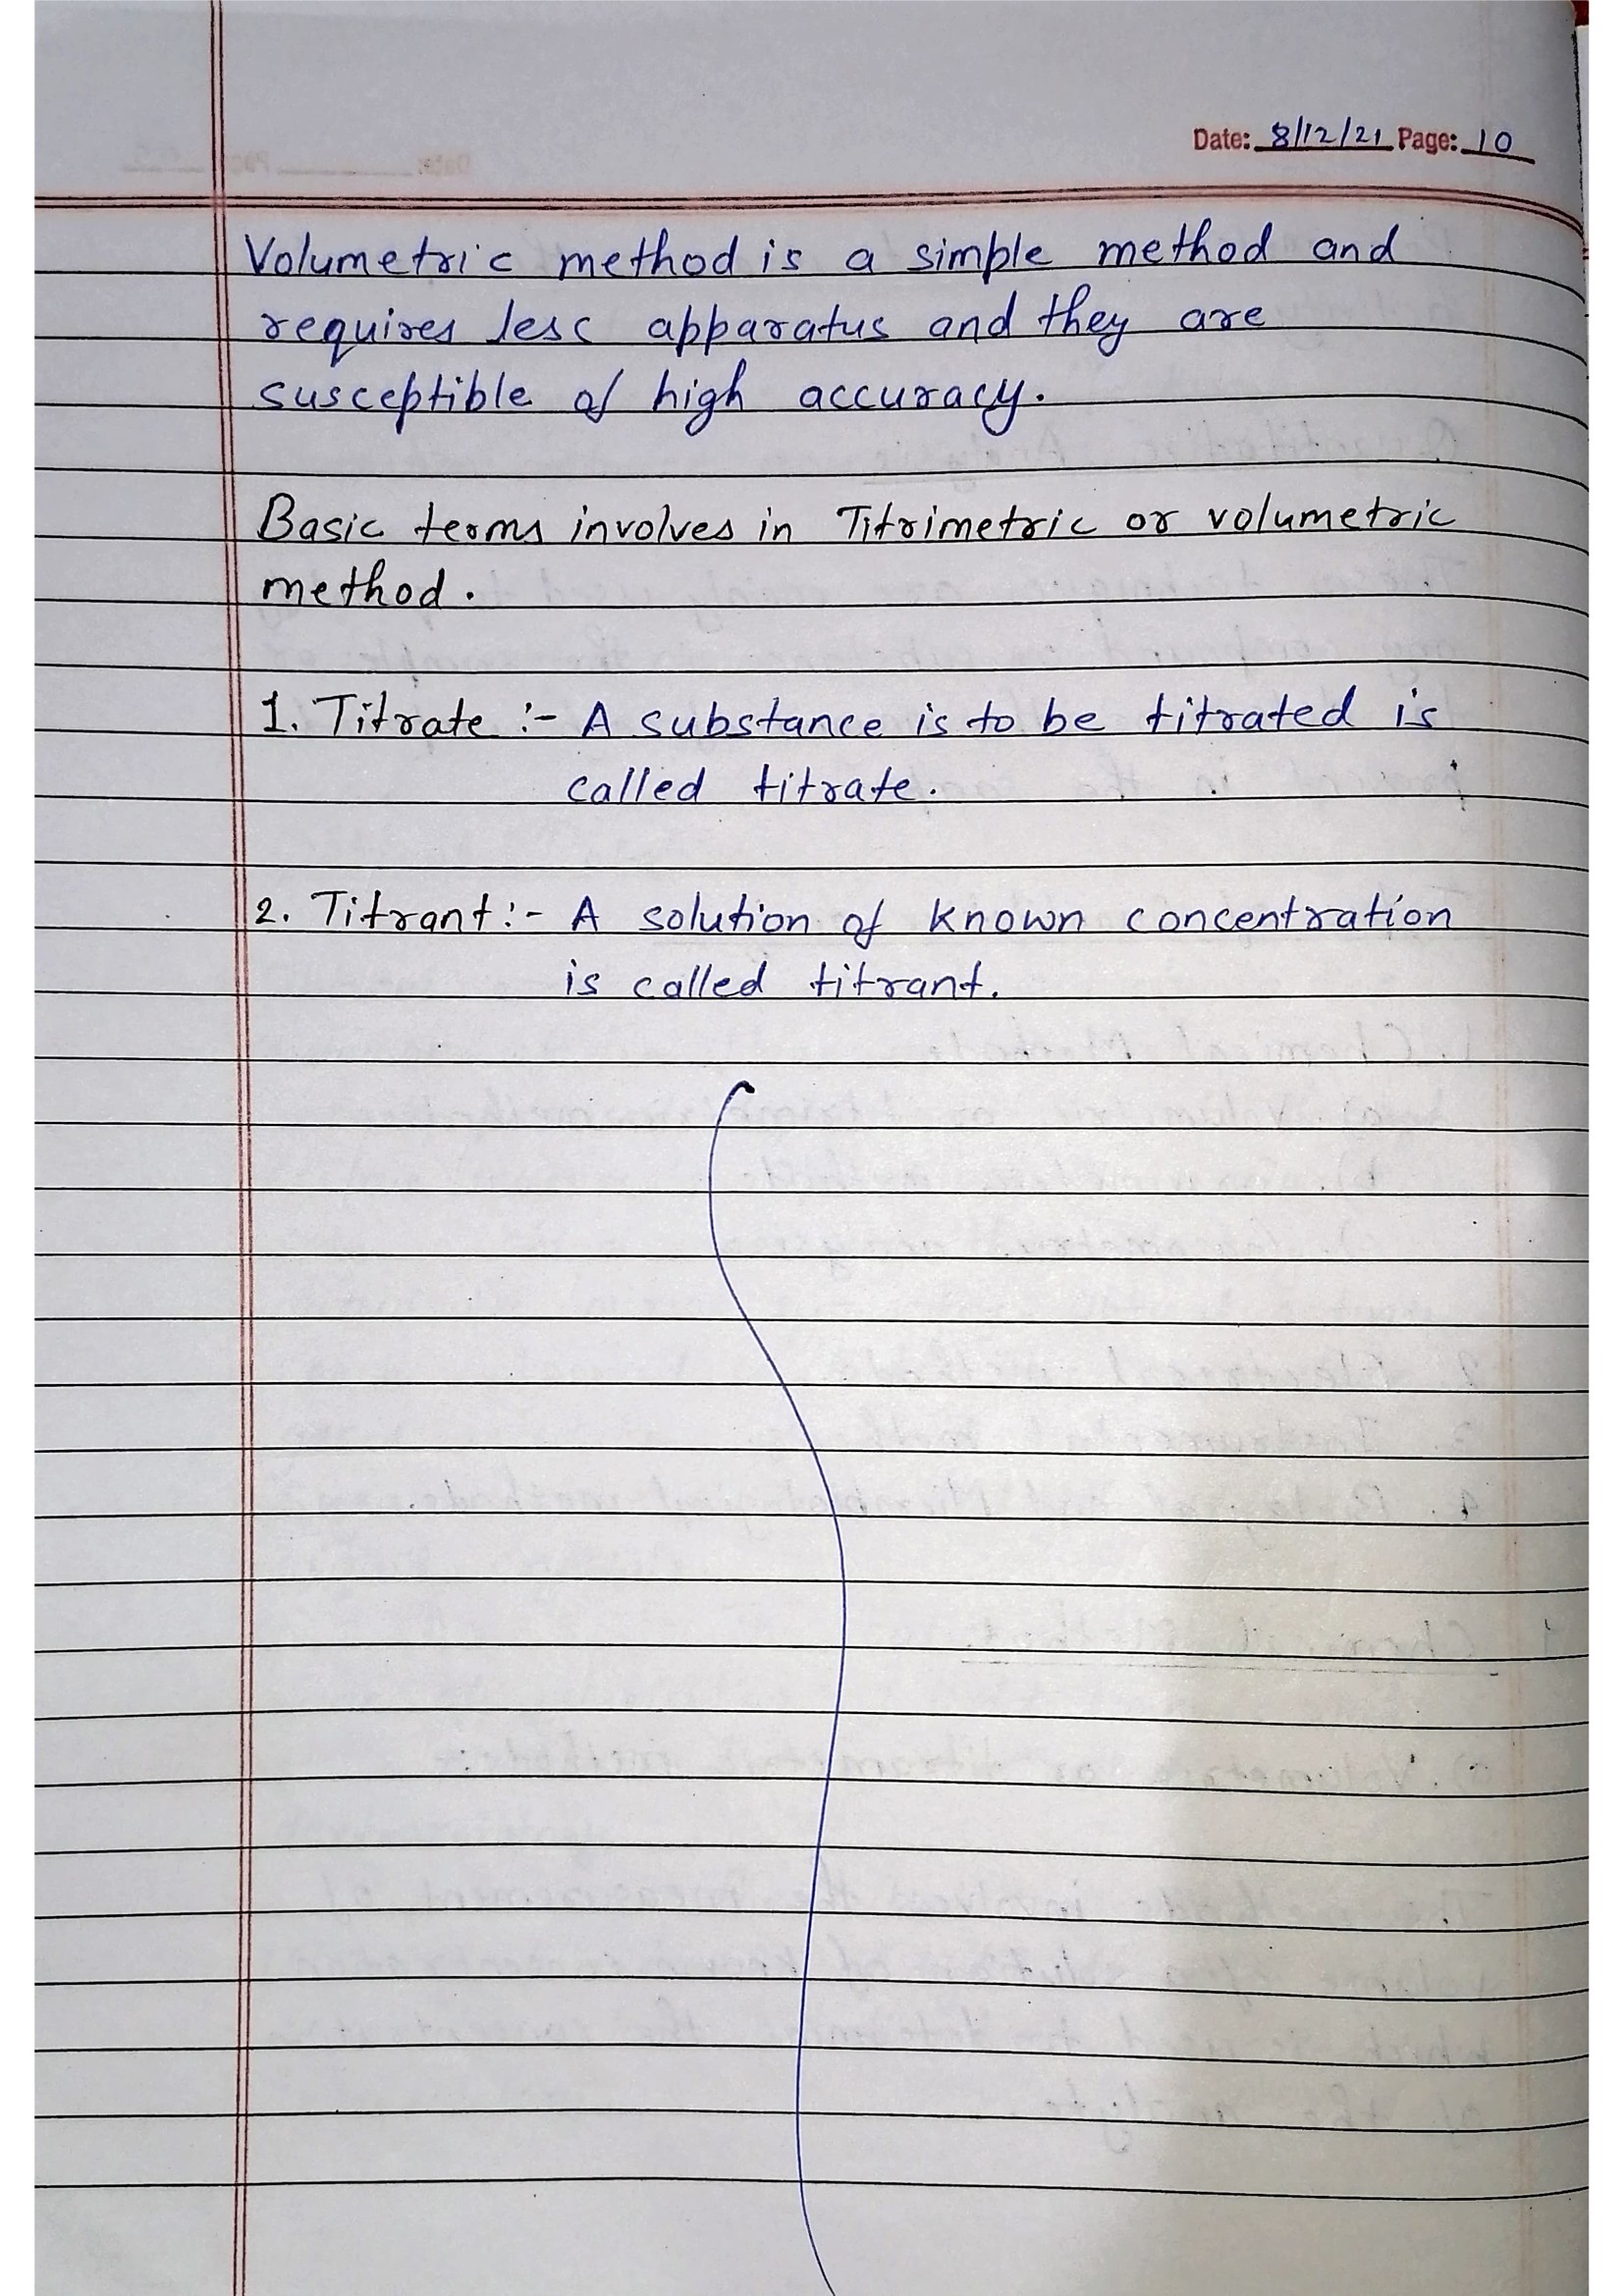 Date: 8/12/21 Page: 10
Volumetric method is a simple method and
requires less apparatus and they are
susceptible of high accuracy.
Basic terms involves in Titrimetric or volumetric
method.
1. Titrate :- A substance is to be titrated is
called titrate.
2. Titrant :- A solution of known concentration
is called titrant.